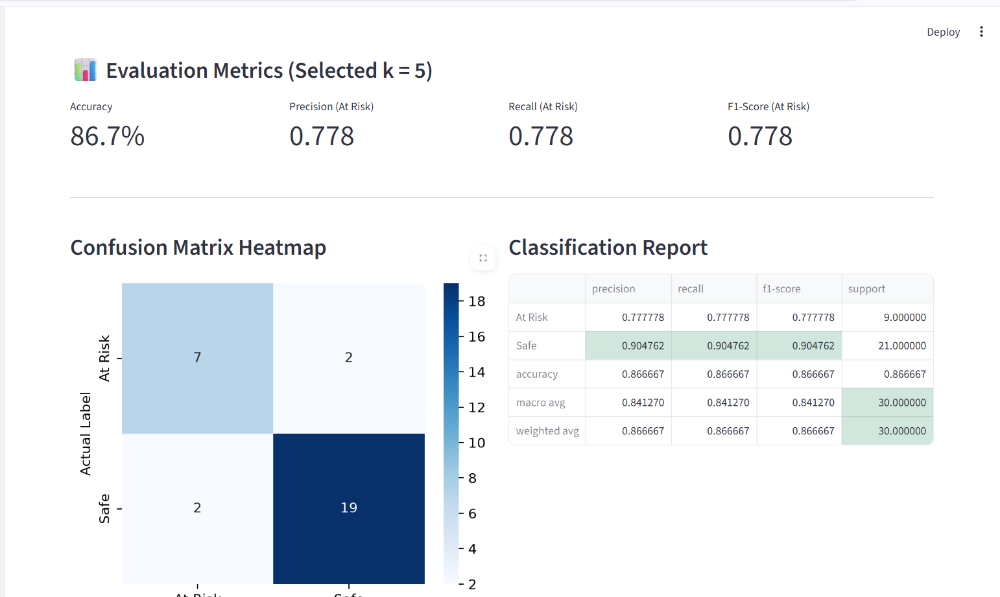 Deploy
Evaluation Metrics (Selected k = 5)
Accuracy
86.7%
Precision (At Risk)
0.778
Recall (At Risk)
0.778
F1-Score (At Risk)
0.778
Confusion Matrix Heatmap
Actual Label
At Risk
Safe
7
2
2
19
At Risk
Safe
18
16
14
12
10
8
6
4
2
Classification Report
precision recall f1-score support
At Risk 0.777778 0.777778 0.777778 9.000000
Safe 0.904762 0.904762 0.904762 21.000000
accuracy 0.866667 0.866667 0.866667 0.866667
macro avg 0.841270 0.841270 0.841270 30.000000
weighted avg 0.866667 0.866667 0.866667 30.000000